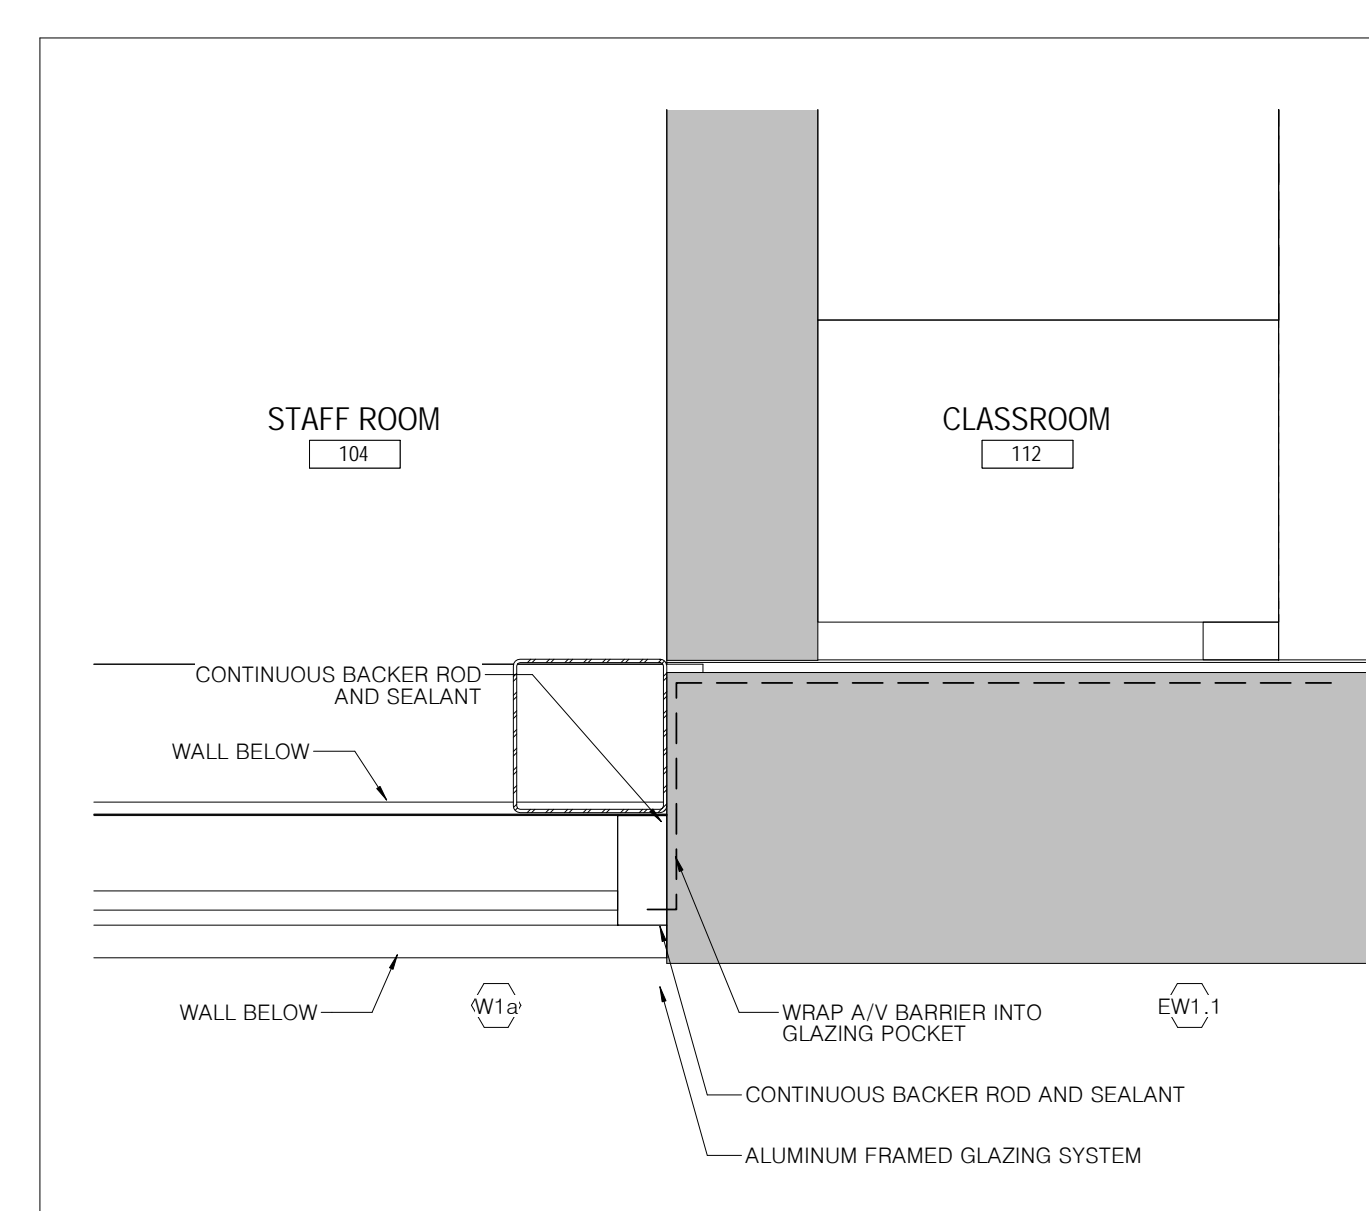 STAFF ROOM
104
CLASSROOM
112
CONTINUOUS BACKER ROD
AND SEALANT
WALL BELOW
WALL BELOW
W1a
WRAP A/V BARRIER INTO
GLAZING POCKET
EW1.1
CONTINUOUS BACKER ROD AND SEALANT
ALUMINUM FRAMED GLAZING SYSTEM